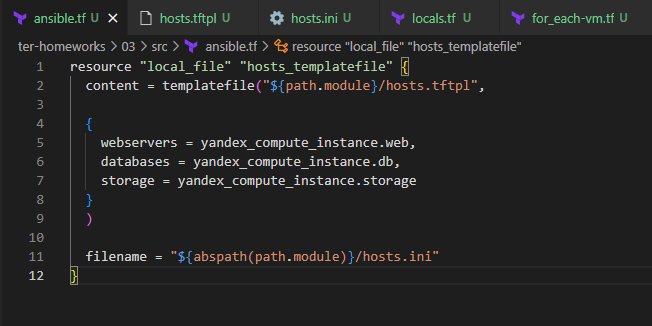 ansible.tf U hosts.tftpl U hosts.ini U locals.tf U for_each-vm.tf U
ter-homeworks > 03 > src > ansible.tf > resource "local_file" "hosts_templatefile"
1 resource "local_file" "hosts_templatefile" {
2 content = templatefile("${path.module}/hosts.tftpl",
3
4 {
5 webservers = yandex_compute_instance.web,
6 databases = yandex_compute_instance.db,
7 storage = yandex_compute_instance.storage
8 }
9 )
10
11 filename = "${abspath(path.module)}/hosts.ini"
12 }